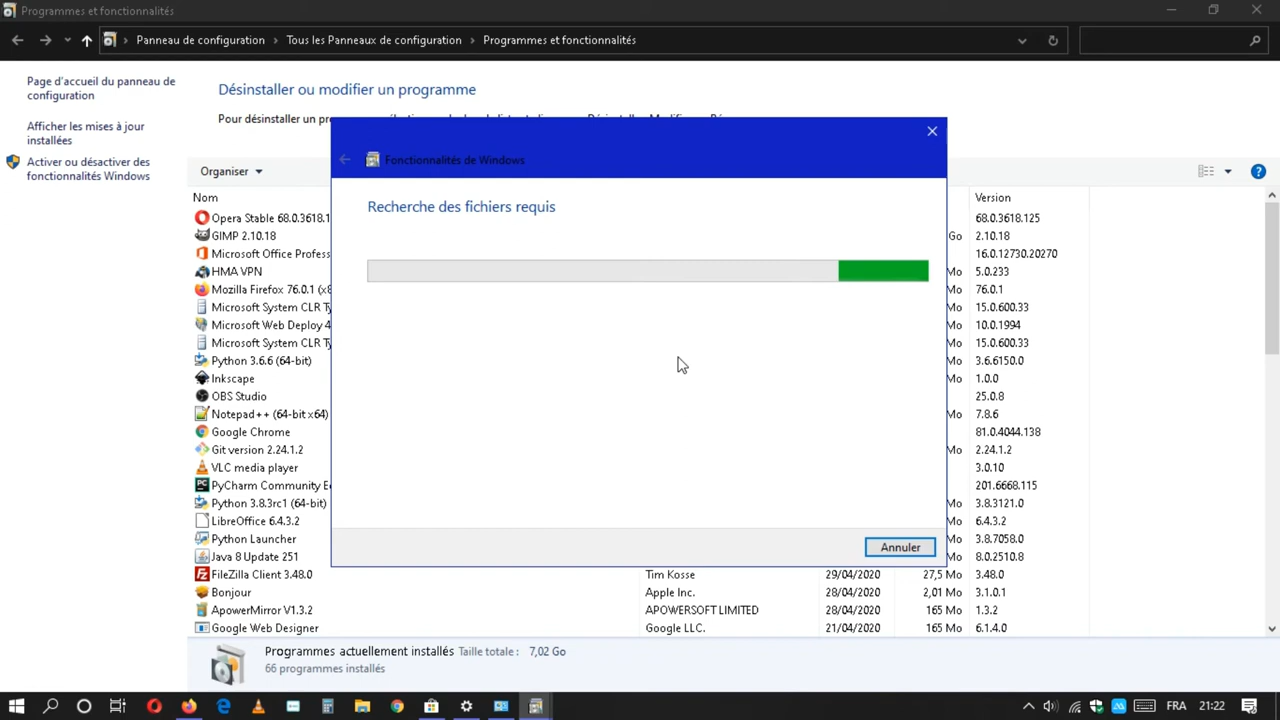 Programmes et fonctionnalités
Panneau de configuration > Tous les Panneaux de configuration > Programmes et fonctionnalités
Page d'accueil du panneau de configuration
Afficher les mises à jour installées
Activer ou désactiver des fonctionnalités Windows
Désinstaller ou modifier un programme
Pour désinstaller un
Fonctionnalités de Windows
Recherche des fichiers requis
Annuler
Organiser
Nom Version
Opera Stable 68.0.3618.1 68.0.3618.125
GIMP 2.10.18 Go 2.10.18
Microsoft Office Profess 16.0.12730.20270
HMA VPN Mo 5.0.233
Mozilla Firefox 76.0.1 (x8 Mo 76.0.1
Microsoft System CLR Ty Mo 15.0.600.33
Microsoft Web Deploy 4 Mo 10.0.1994
Microsoft System CLR Ty Mo 15.0.600.33
Python 3.6.6 (64-bit) Mo 3.6.6150.0
Inkscape Mo 1.0.0
OBS Studio 25.0.8
Notepad++ (64-bit x64) Mo 7.8.6
Google Chrome 81.0.4044.138
Git version 2.24.1.2 Mo 2.24.1.2
VLC media player 3.0.10
PyCharm Community E 201.6668.115
Python 3.8.3rc1 (64-bit) Mo 3.8.3121.0
LibreOffice 6.4.3.2 Mo 6.4.3.2
Python Launcher Mo 3.8.7058.0
Java 8 Update 251 Mo 8.0.2510.8
FileZilla Client 3.48.0 Tim Kosse 29/04/2020 27,5 Mo 3.48.0
Bonjour Apple Inc. 28/04/2020 2,01 Mo 3.1.0.1
ApowerMirror V1.3.2 APOWERSOFT LIMITED 28/04/2020 165 Mo 1.3.2
Google Web Designer Google LLC. 21/04/2020 165 Mo 6.1.4.0
Programmes actuellement installés Taille totale : 7,02 Go
66 programmes installés
FRA 21:22